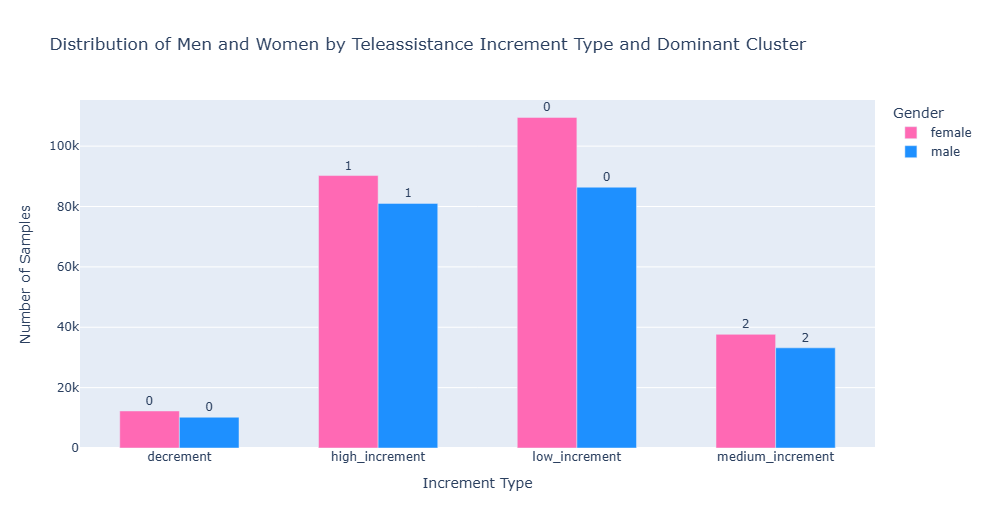 Distribution of Men and Women by Teleassistance Increment Type and Dominant Cluster
Gender
female
male
Number of Samples
100k
80k
60k
40k
20k
0
0
0
1
1
0
0
2
2
decrement
high_increment
low_increment
medium_increment
Increment Type